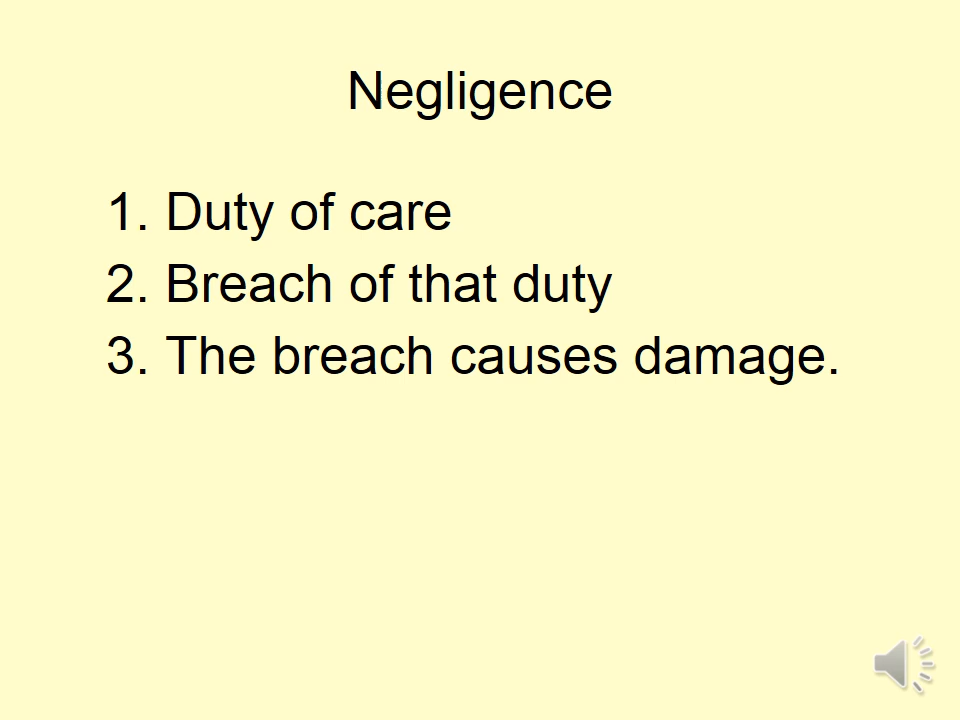 Negligence
1. Duty of care
2. Breach of that duty
3. The breach causes damage.